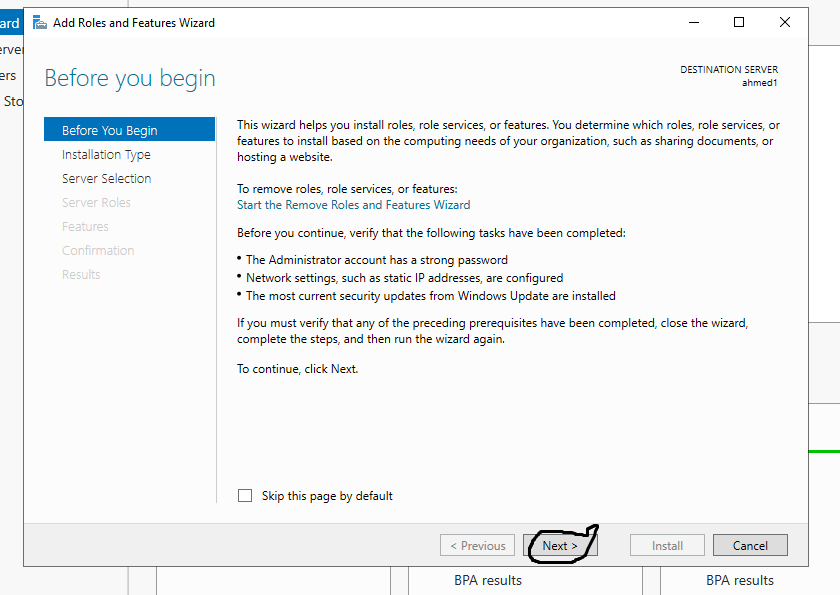 ard
Add Roles and Features Wizard
erver
ers
Sto
Before you begin
DESTINATION SERVER
ahmed1
Before You Begin
Installation Type
Server Selection
Server Roles
Features
Confirmation
Results
This wizard helps you install roles, role services, or features. You determine which roles, role services, or
features to install based on the computing needs of your organization, such as sharing documents, or
hosting a website.
To remove roles, role services, or features:
Start the Remove Roles and Features Wizard
Before you continue, verify that the following tasks have been completed:
• The Administrator account has a strong password
• Network settings, such as static IP addresses, are configured
• The most current security updates from Windows Update are installed
If you must verify that any of the preceding prerequisites have been completed, close the wizard,
complete the steps, and then run the wizard again.
To continue, click Next.
Skip this page by default
< Previous
Next >
Install
Cancel
BPA results
BPA results